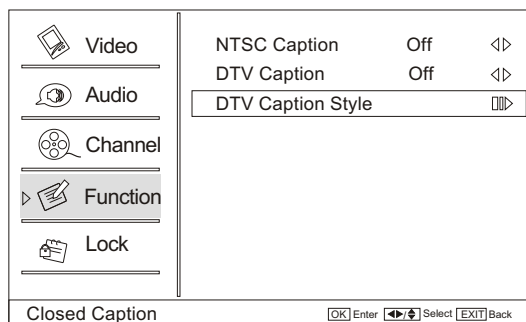 Video
Audio
Channel
Function
Lock
NTSC Caption Off
DTV Caption Off
DTV Caption Style
Closed Caption
OK Enter / Select EXIT Back